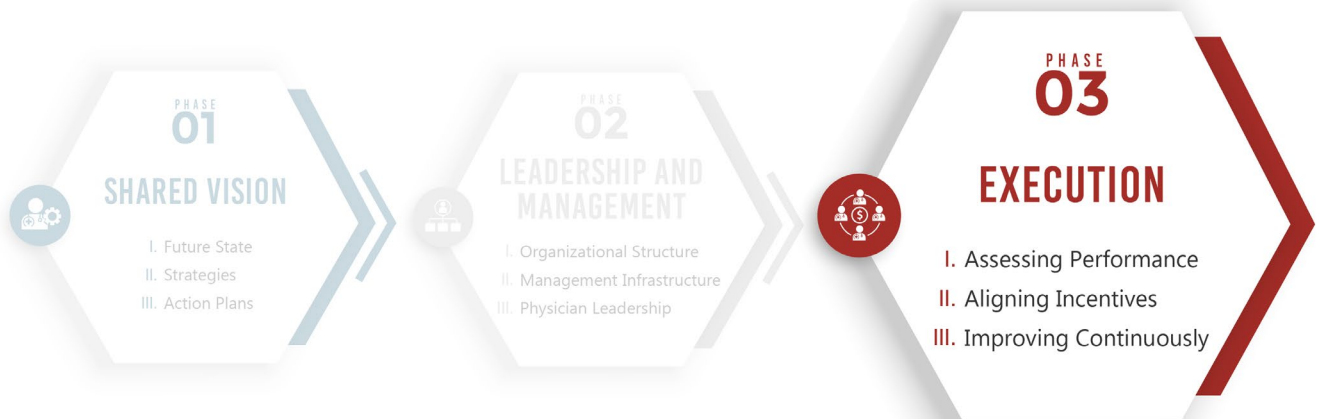 PHASE
01
SHARED VISION
I. Future State
II. Strategies
III. Action Plans
PHASE
02
LEADERSHIP AND
MANAGEMENT
I. Organizational Structure
II. Management Infrastructure
III. Physician Leadership
PHASE
03
$
EXECUTION
I. Assessing Performance
II. Aligning Incentives
III. Improving Continuously